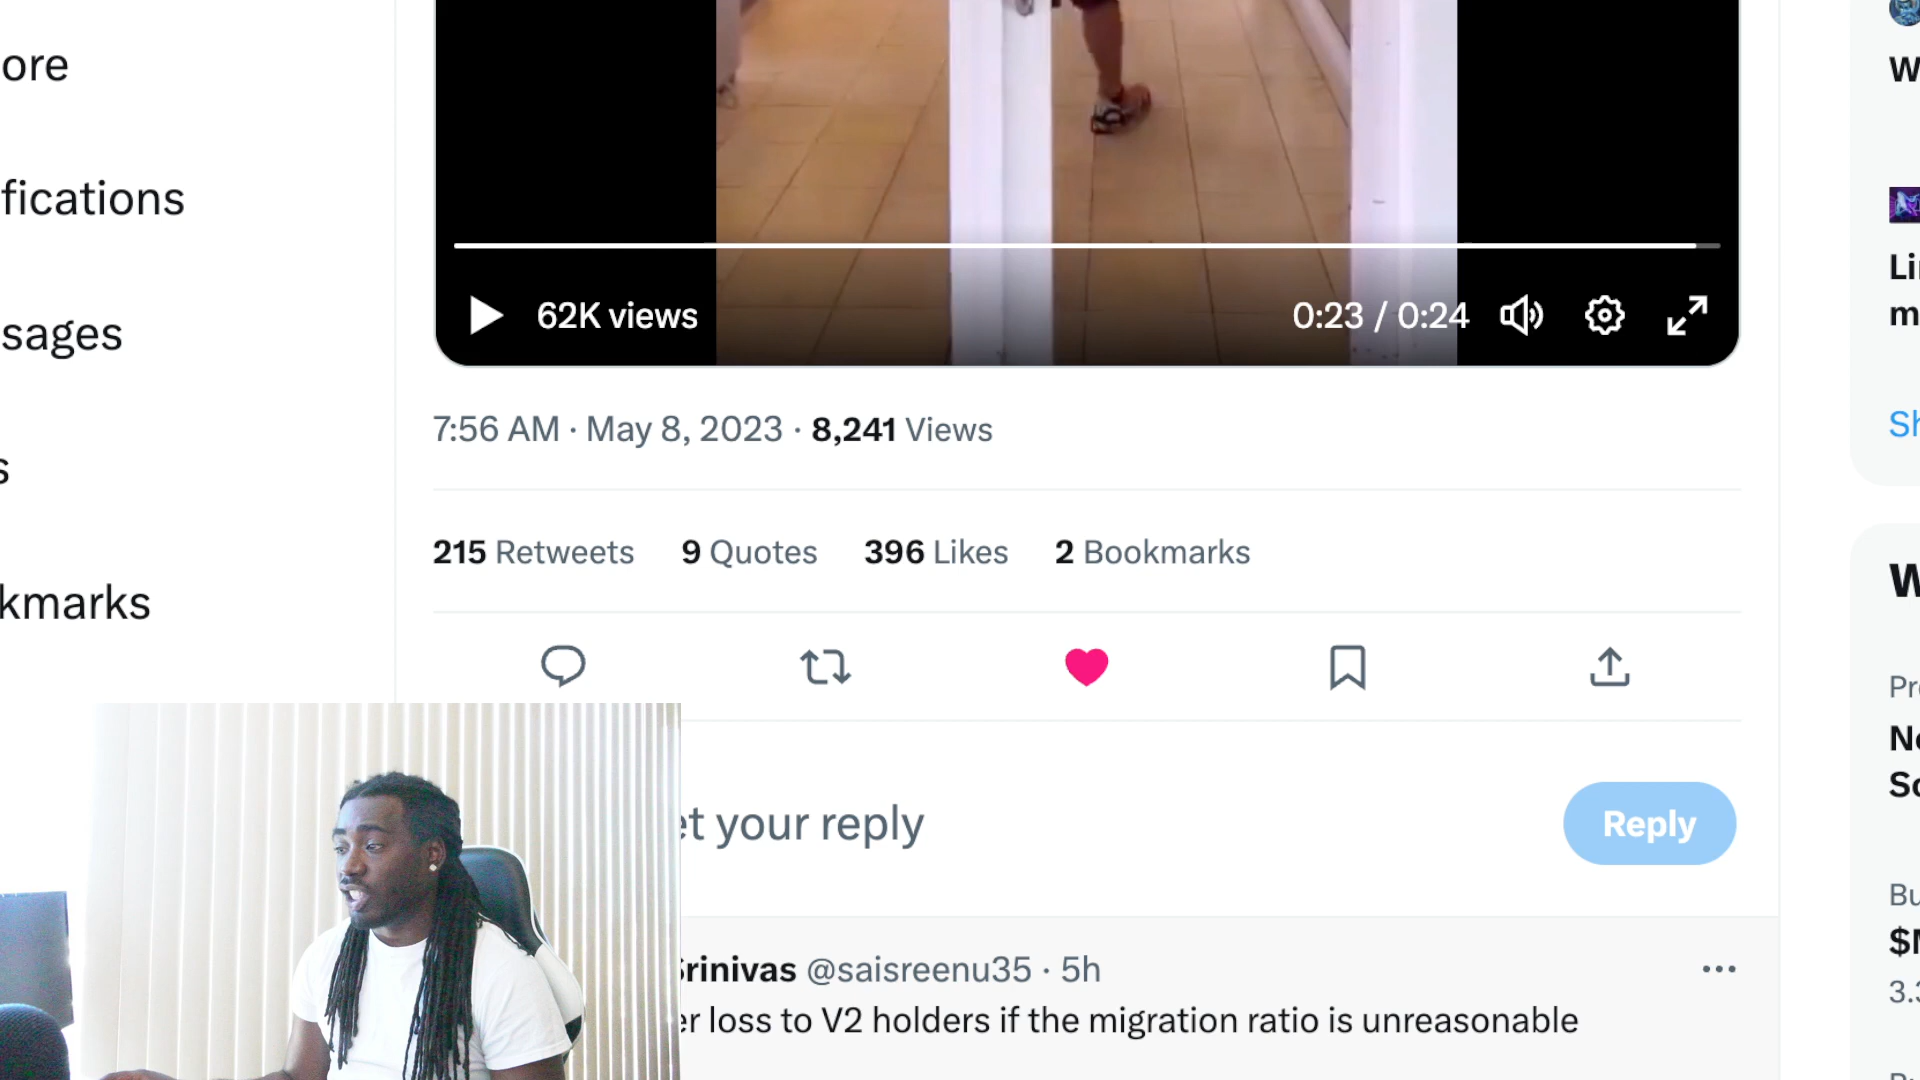 ore
fications
sages
s
kmarks
62K views
0:23 / 0:24
7:56 AM · May 8, 2023 · 8,241 Views
215 Retweets 9 Quotes 396 Likes 2 Bookmarks
et your reply
Reply
Srinivas @saisreenu35 · 5h
er loss to V2 holders if the migration ratio is unreasonable
W
Li
m
Sh
W
Pr
Ne
So
Bu
$N
3.3